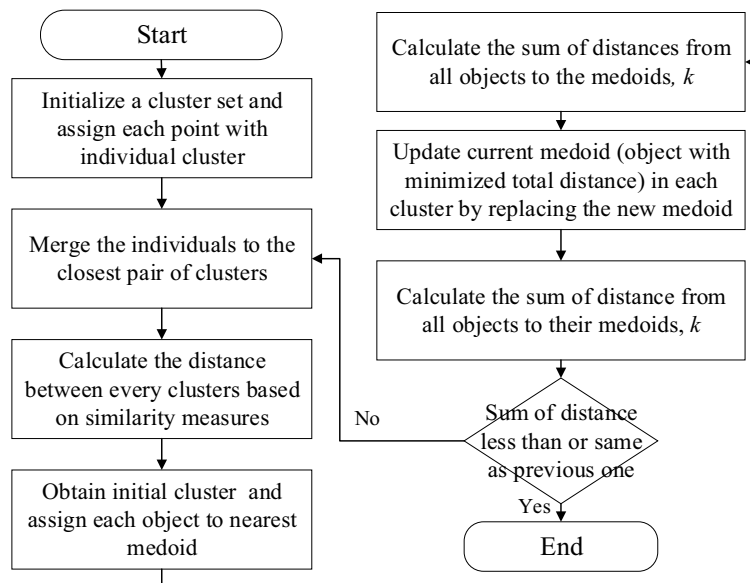 Start
Initialize a cluster set and
assign each point with
individual cluster
Merge the individuals to the
closest pair of clusters
Calculate the distance
between every clusters based
on similarity measures
Obtain initial cluster and
assign each object to nearest
medoid
Calculate the sum of distances from
all objects to the medoids, k
Update current medoid (object with
minimized total distance) in each
cluster by replacing the new medoid
Calculate the sum of distance from
all objects to their medoids, k
Sum of distance
less than or same
as previous one
No
Yes
End